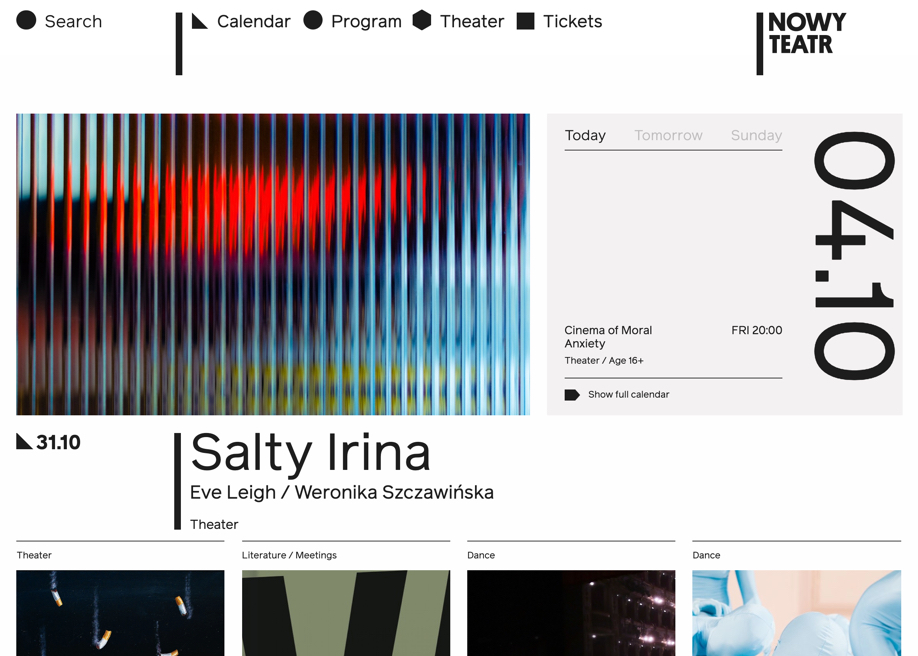 Search
Calendar
Program
Theater
Tickets
NOWY
TEATR
Today
Tomorrow
Sunday
04.10
Cinema of Moral
Anxiety
FRI 20:00
Theater / Age 16+
Show full calendar
31.10
Salty Irina
Eve Leigh / Weronika Szczawińska
Theater
Theater
Literature / Meetings
Dance
Dance